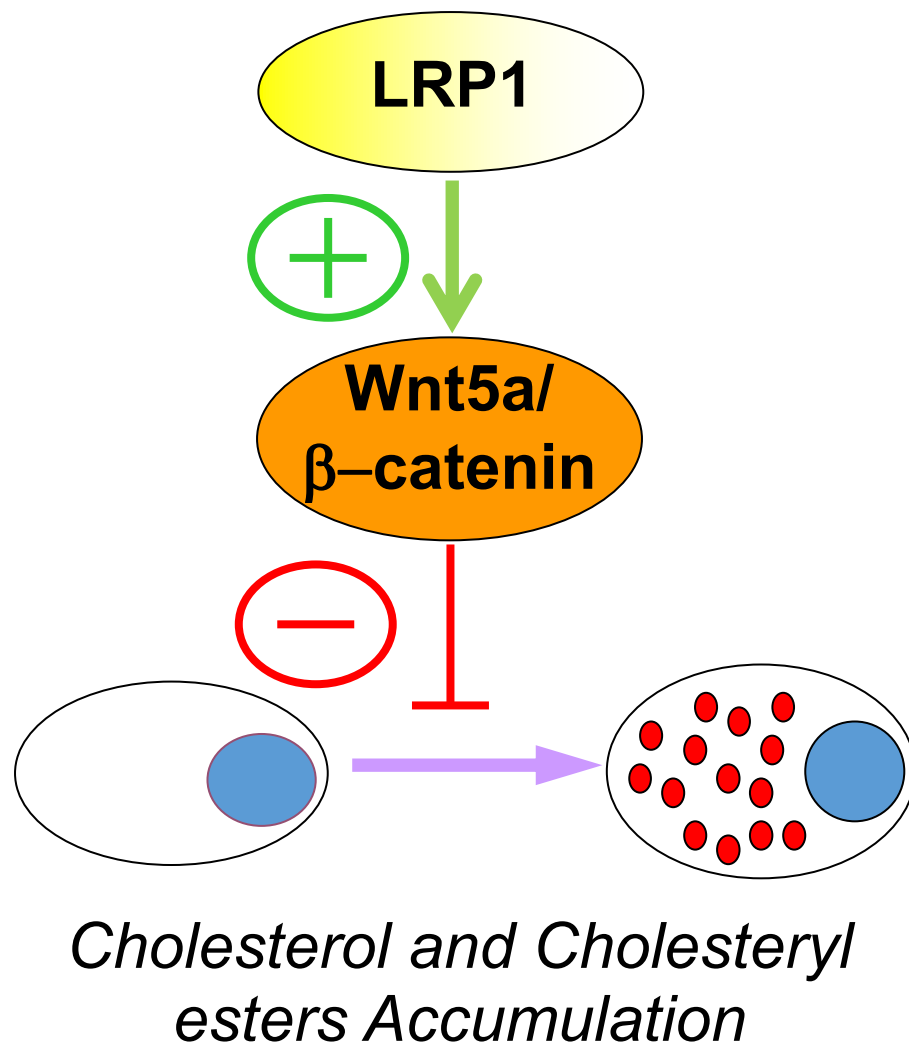 LRP1
Wnt5a/
β–catenin
Cholesterol and Cholesteryl
esters Accumulation